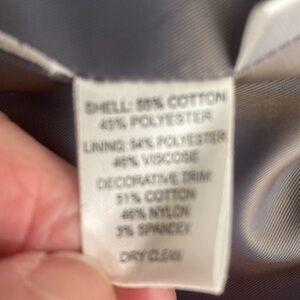 SHELL: 55% COTTON
45% POLYESTER
LINING: 54% POLYESTER
46% VISCOSE
DECORATIVE TRIM:
51% COTTON
46% NYLON
3% SPANDEX
DRY CLEAN